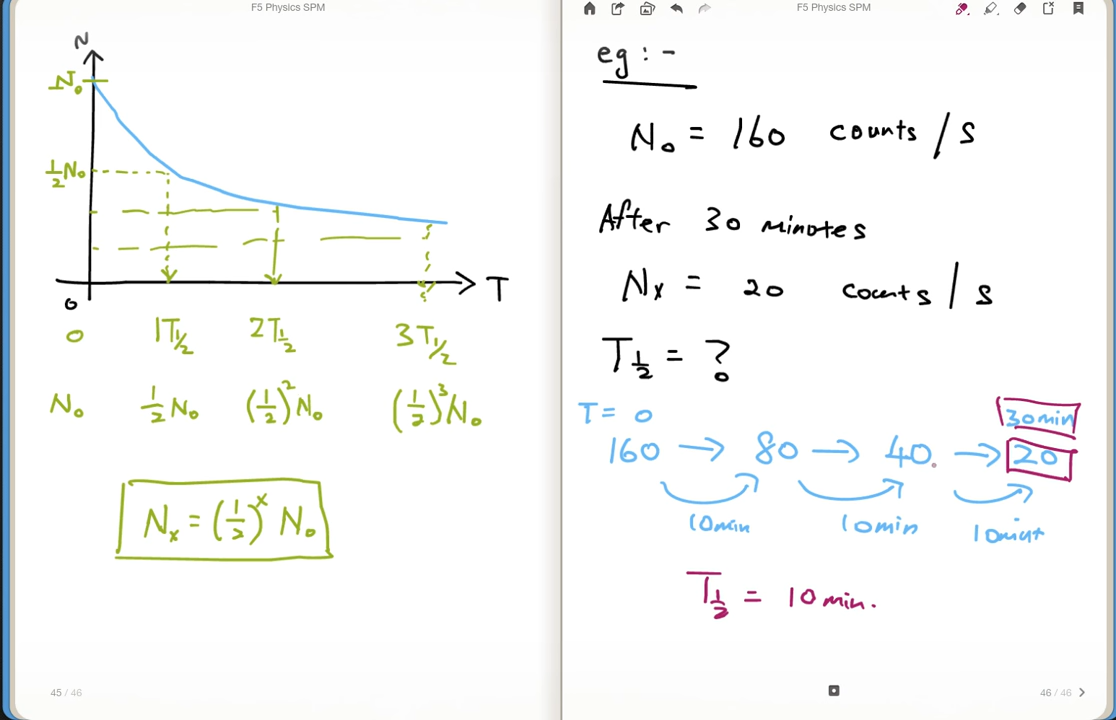 F5 Physics SPM
N
N₀
½N₀
T
0
0 1T½ 2T½ 3T½
N₀ ½N₀ (½)²N₀ (½)³N₀
Nₓ = (½)ˣ N₀
45 / 46
F5 Physics SPM
eg : -
N₀ = 160 counts / s
After 30 minotes
Nₓ = 20 counts / s
T½ = ?
T = 0 30min
160 → 80 → 40. → 20
10min 10min 10mint
T½ = 10 min.
46 / 46